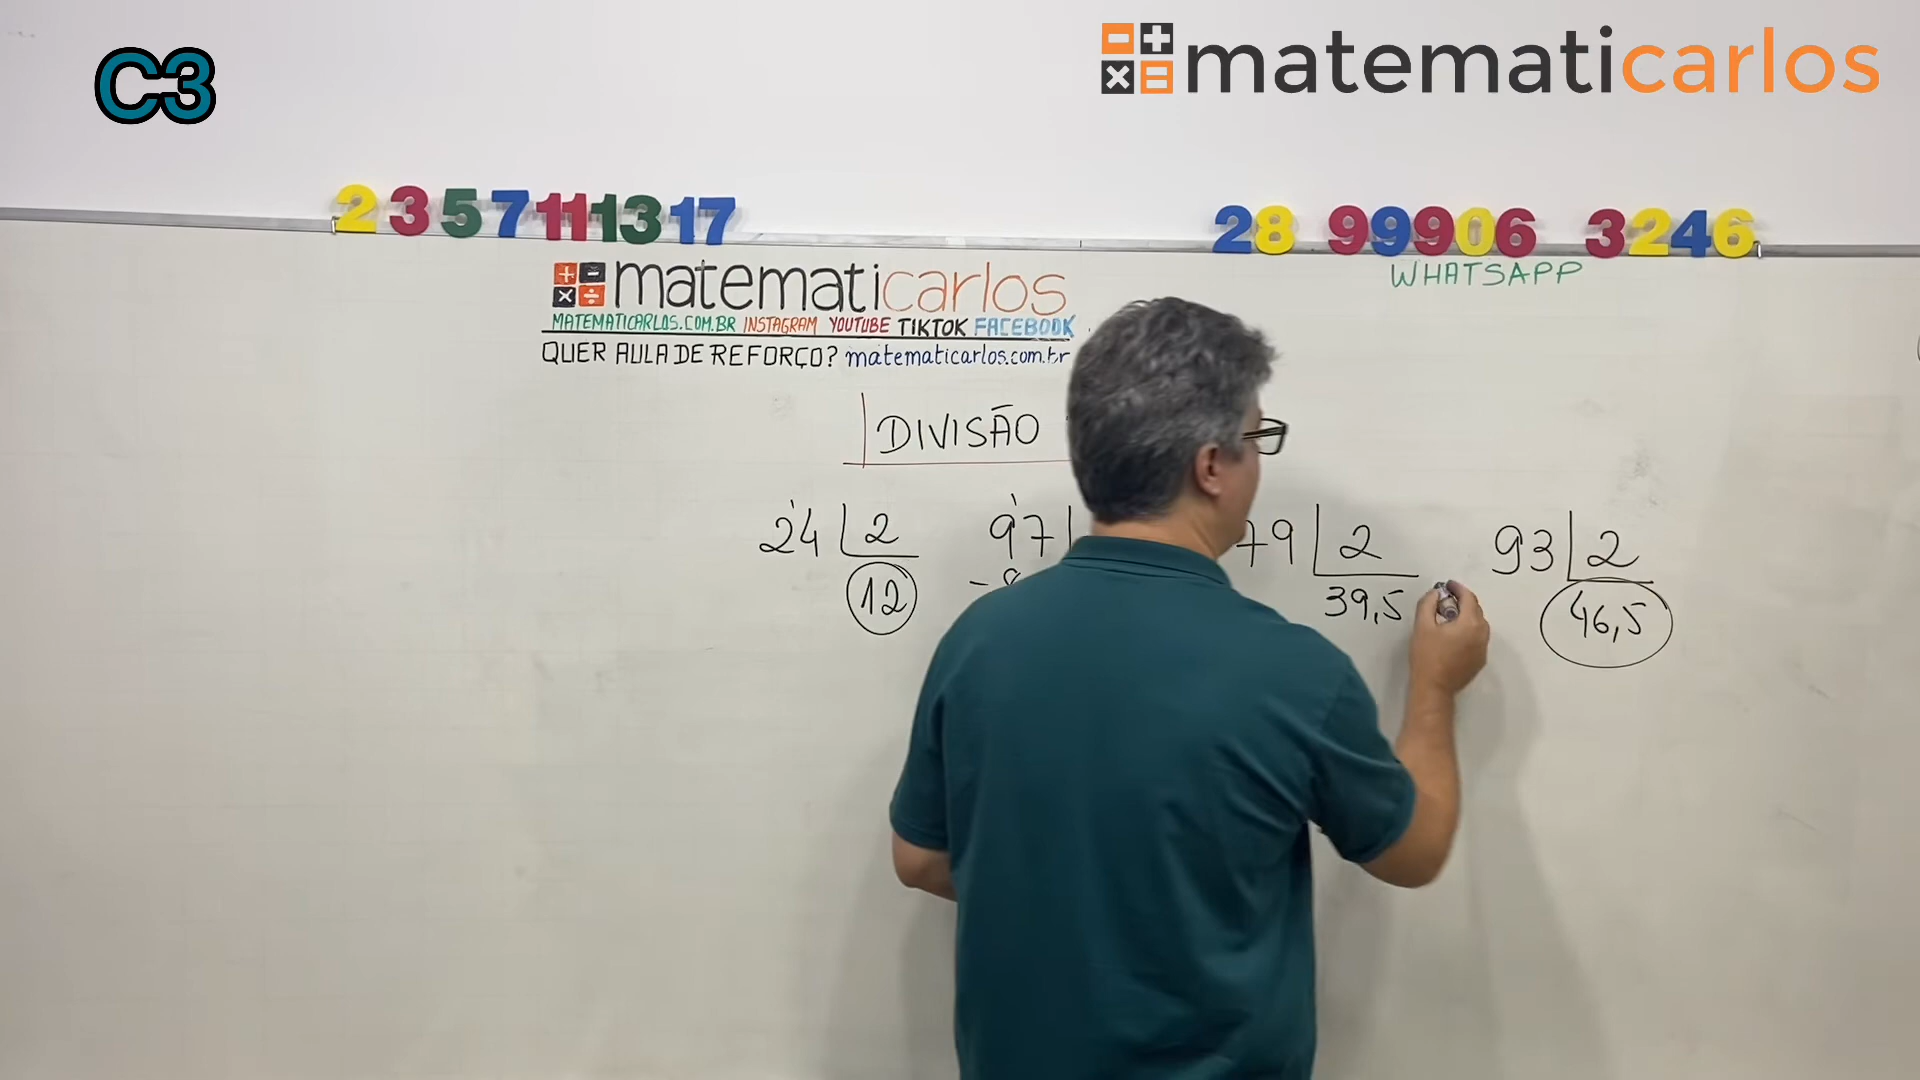 C3
matematicarlos
2 3 5 7 11 13 17
28 99906 3246
WHATSAPP
matematicarlos
MATEMATICARLOS.COM.BR INSTAGRAM YOUTUBE TIKTOK FACEBOOK
QUER AULA DE REFORÇO? matematicarlos.com.br
DIVISÃO
24 2 97 79 2 93 2
12 - 39,5 46,5